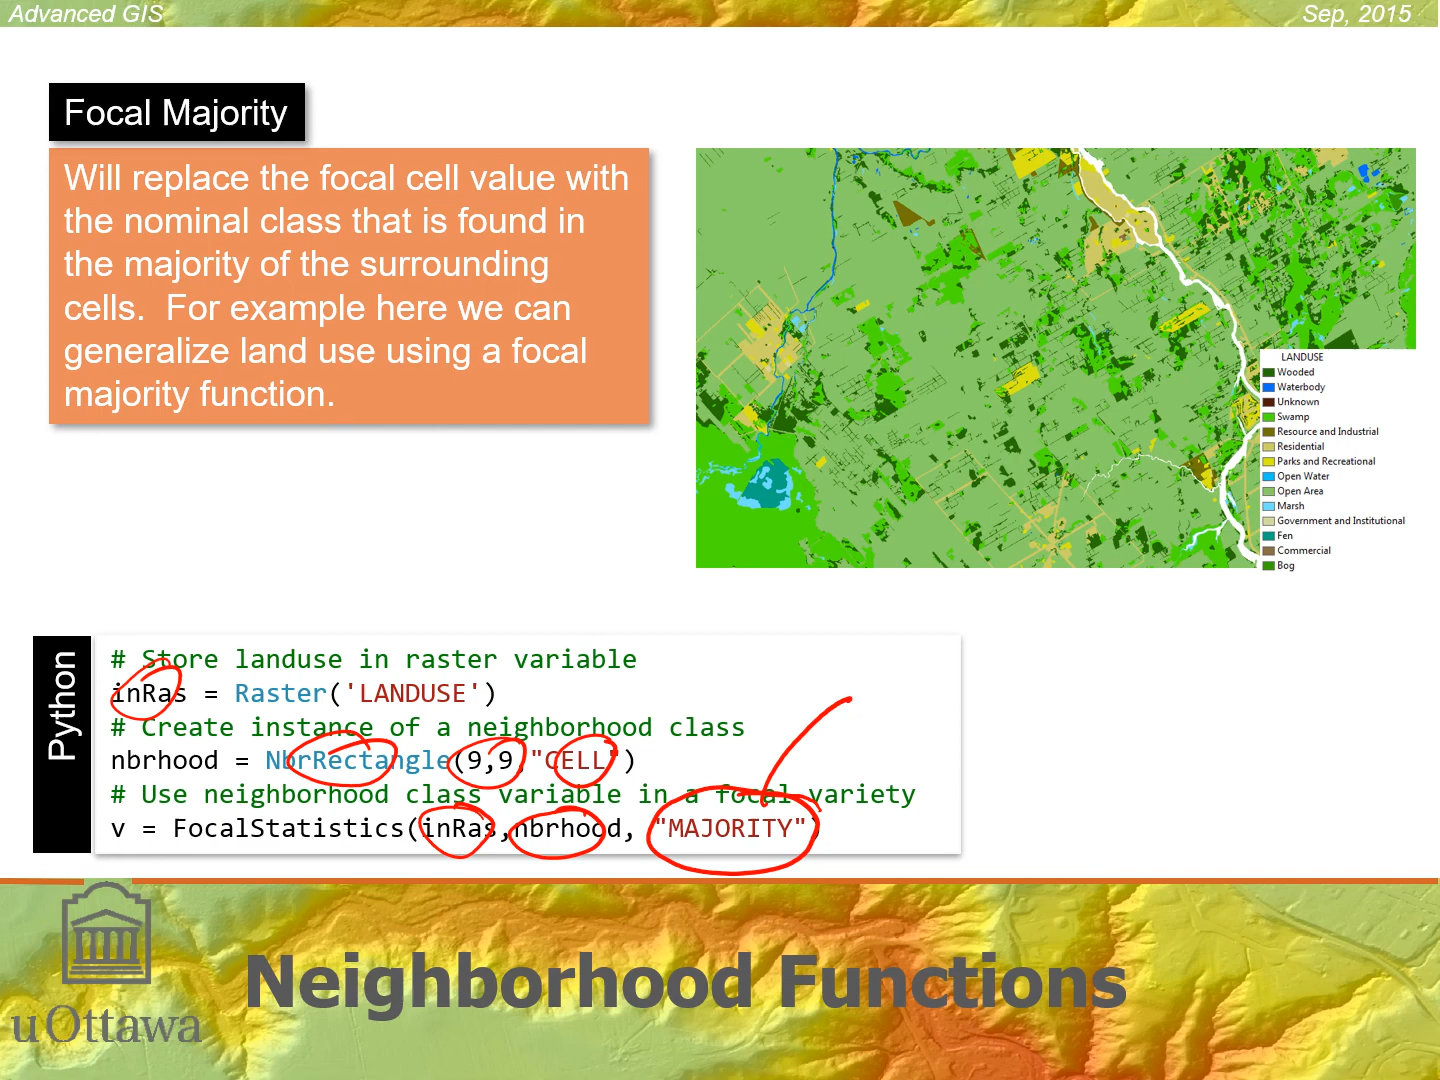 Advanced GIS
Sep, 2015
Focal Majority
Will replace the focal cell value with
the nominal class that is found in
the majority of the surrounding
cells.  For example here we can
generalize land use using a focal
majority function.
LANDUSE
Wooded
Waterbody
Unknown
Swamp
Resource and Industrial
Residential
Parks and Recreational
Open Water
Open Area
Marsh
Government and Institutional
Fen
Commercial
Bog
Python
# Store landuse in raster variable
inRas = Raster('LANDUSE')
# Create instance of a neighborhood class
nbrhood = NbrRectangle(9,9,"CELL")
# Use neighborhood class variable in a focal variety
v = FocalStatistics(inRas,nbrhood, "MAJORITY")
uOttawa
Neighborhood Functions